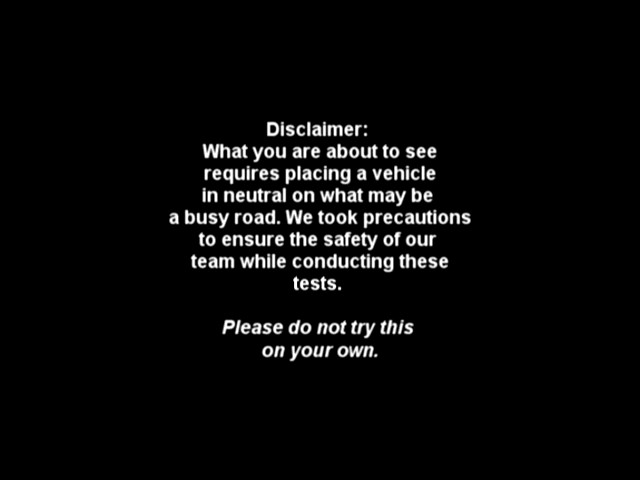 Disclaimer:
What you are about to see
requires placing a vehicle
in neutral on what may be
a busy road. We took precautions
to ensure the safety of our
team while conducting these
tests.
Please do not try this
on your own.